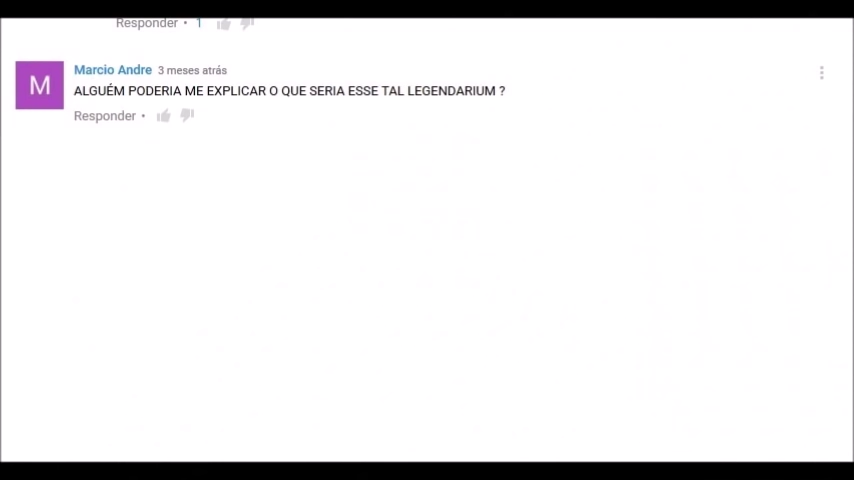 Responder • 1
Marcio Andre 3 meses atrás
ALGUÉM PODERIA ME EXPLICAR O QUE SERIA ESSE TAL LEGENDARIUM ?
Responder •
M